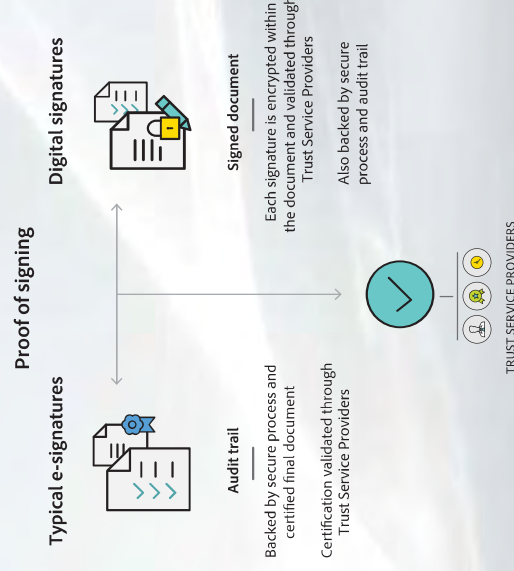 Proof of signing
Typical e-signatures
Audit trail
Backed by secure process and
certified final document
Certification validated through
Trust Service Providers
Digital signatures
Signed document
Each signature is encrypted within
the document and validated through
Trust Service Providers
Also backed by secure
process and audit trail
TRUST SERVICE PROVIDERS